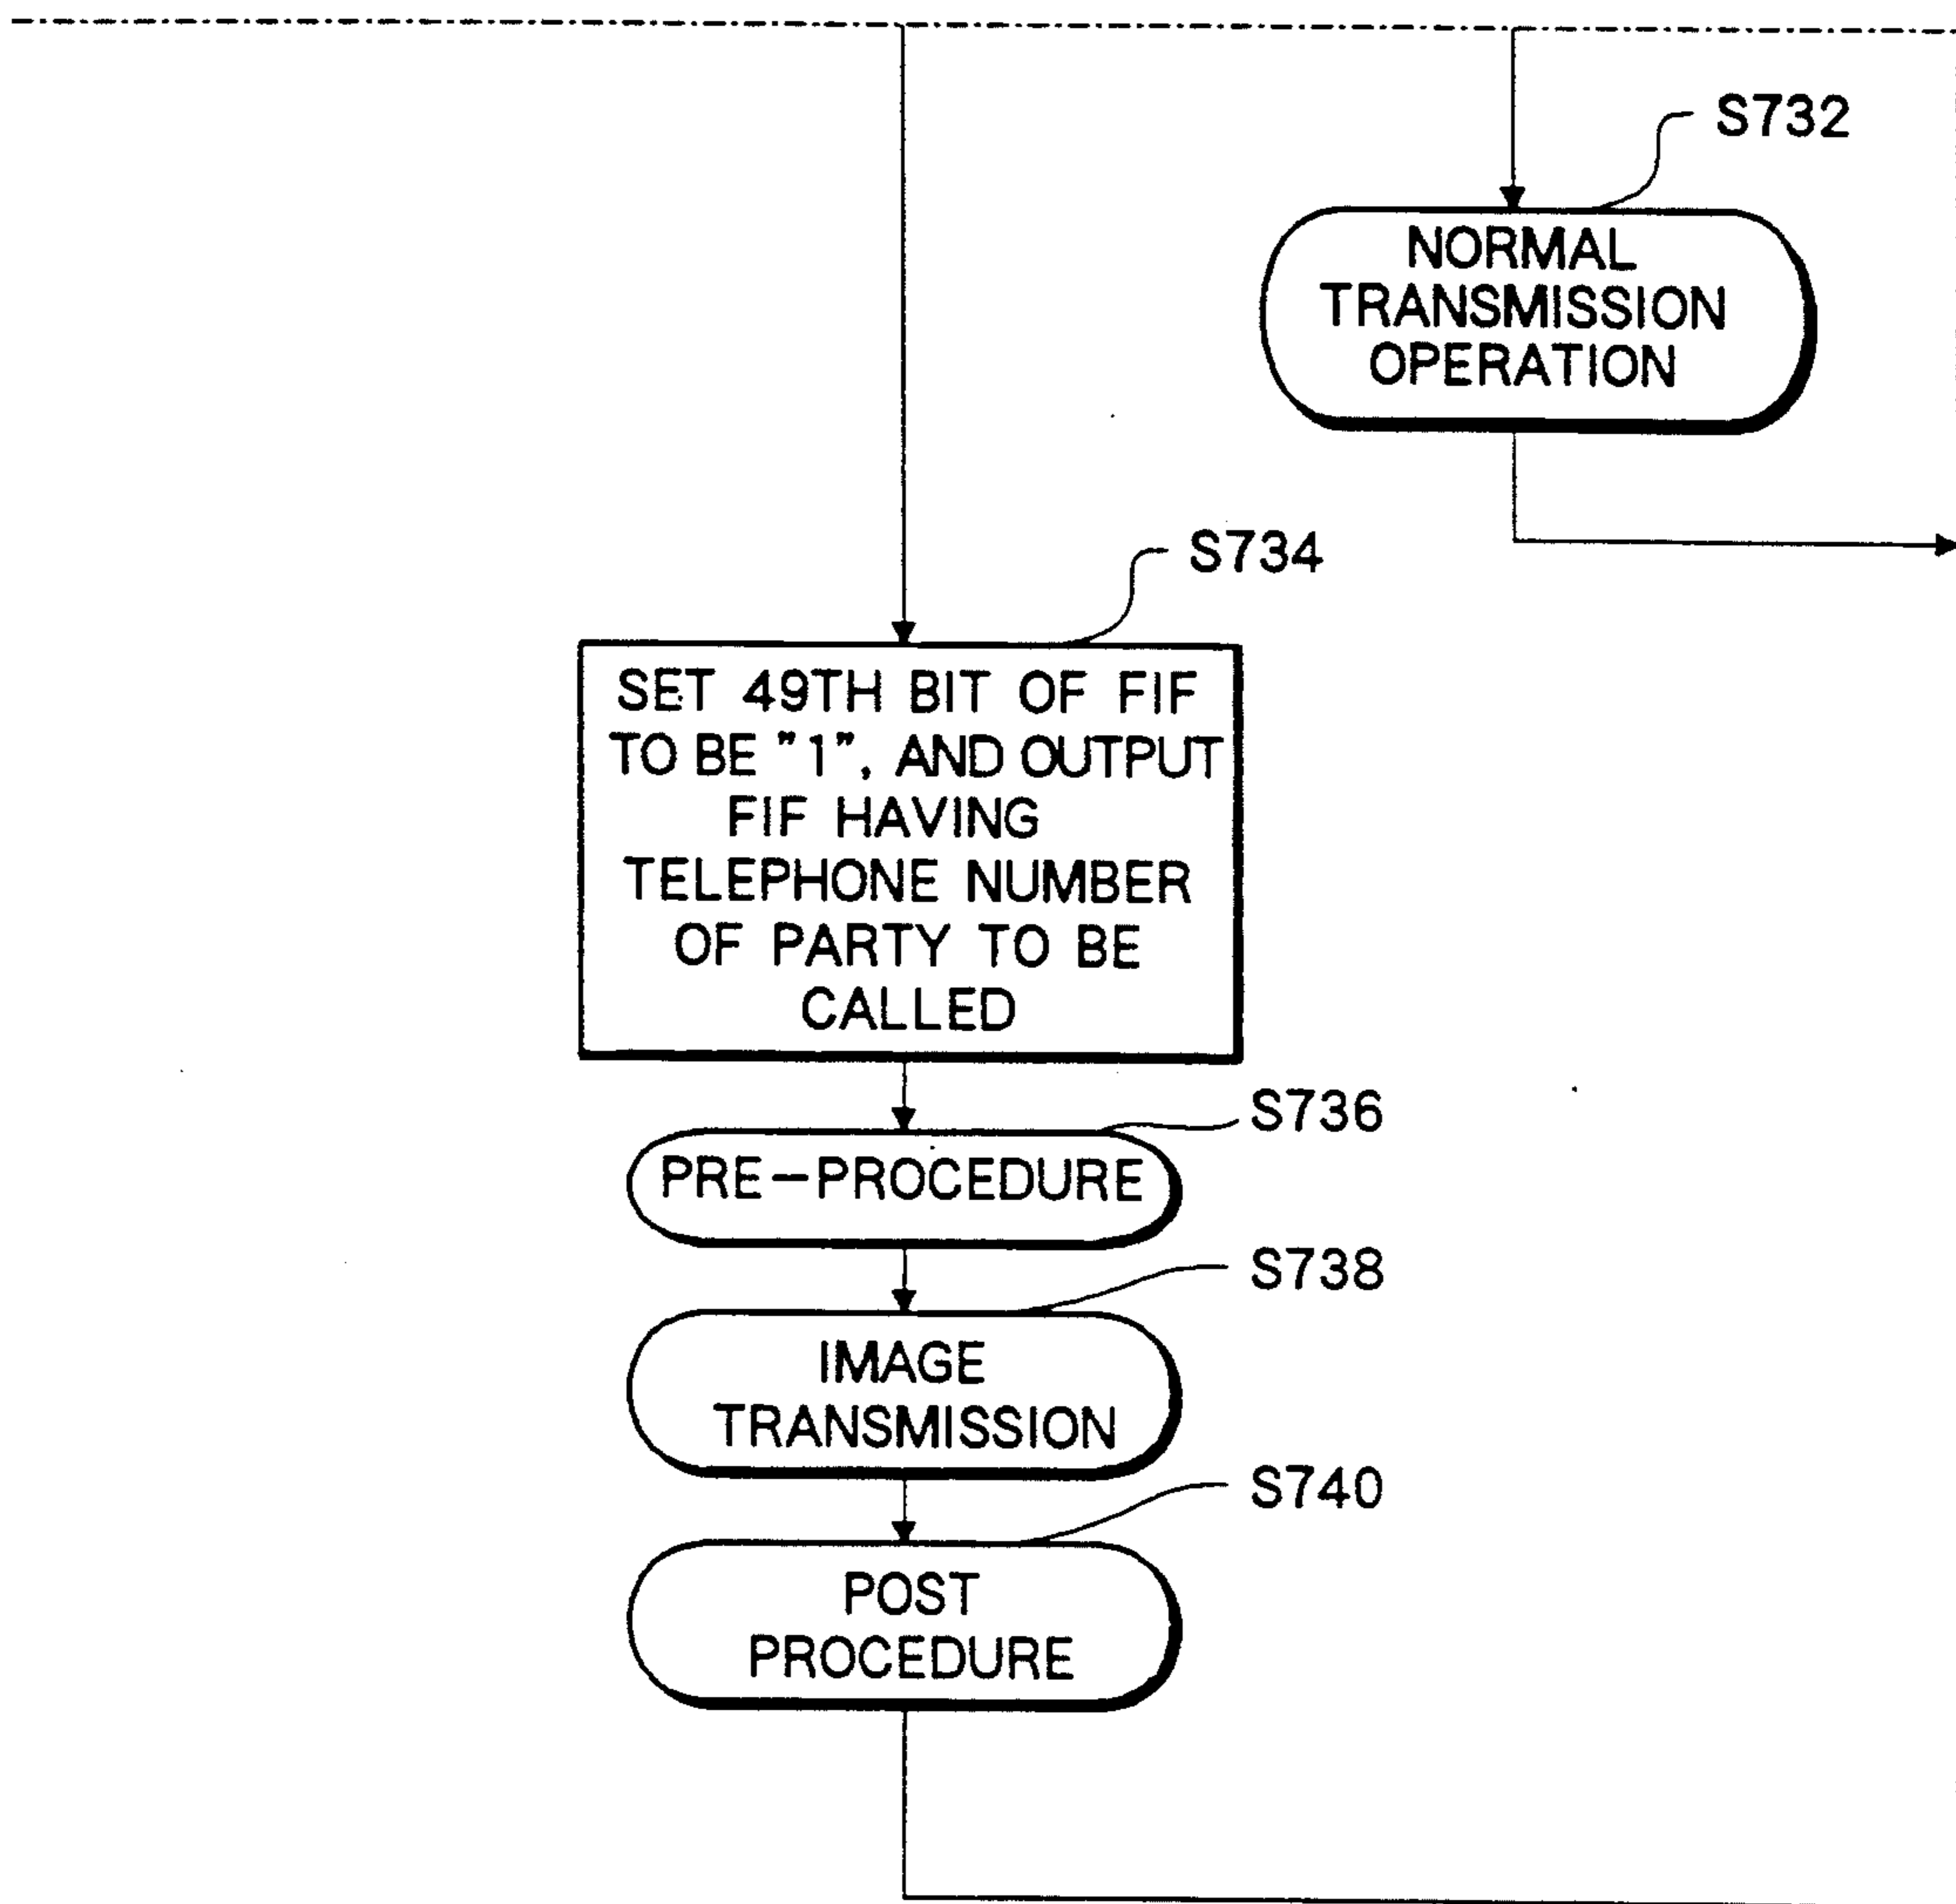 S732
NORMAL
TRANSMISSION
OPERATION
S734
SET 49TH BIT OF FIF
TO BE "1", AND OUTPUT
FIF HAVING
TELEPHONE NUMBER
OF PARTY TO BE
CALLED
S736
PRE-PROCEDURE
S738
IMAGE
TRANSMISSION
S740
POST
PROCEDURE